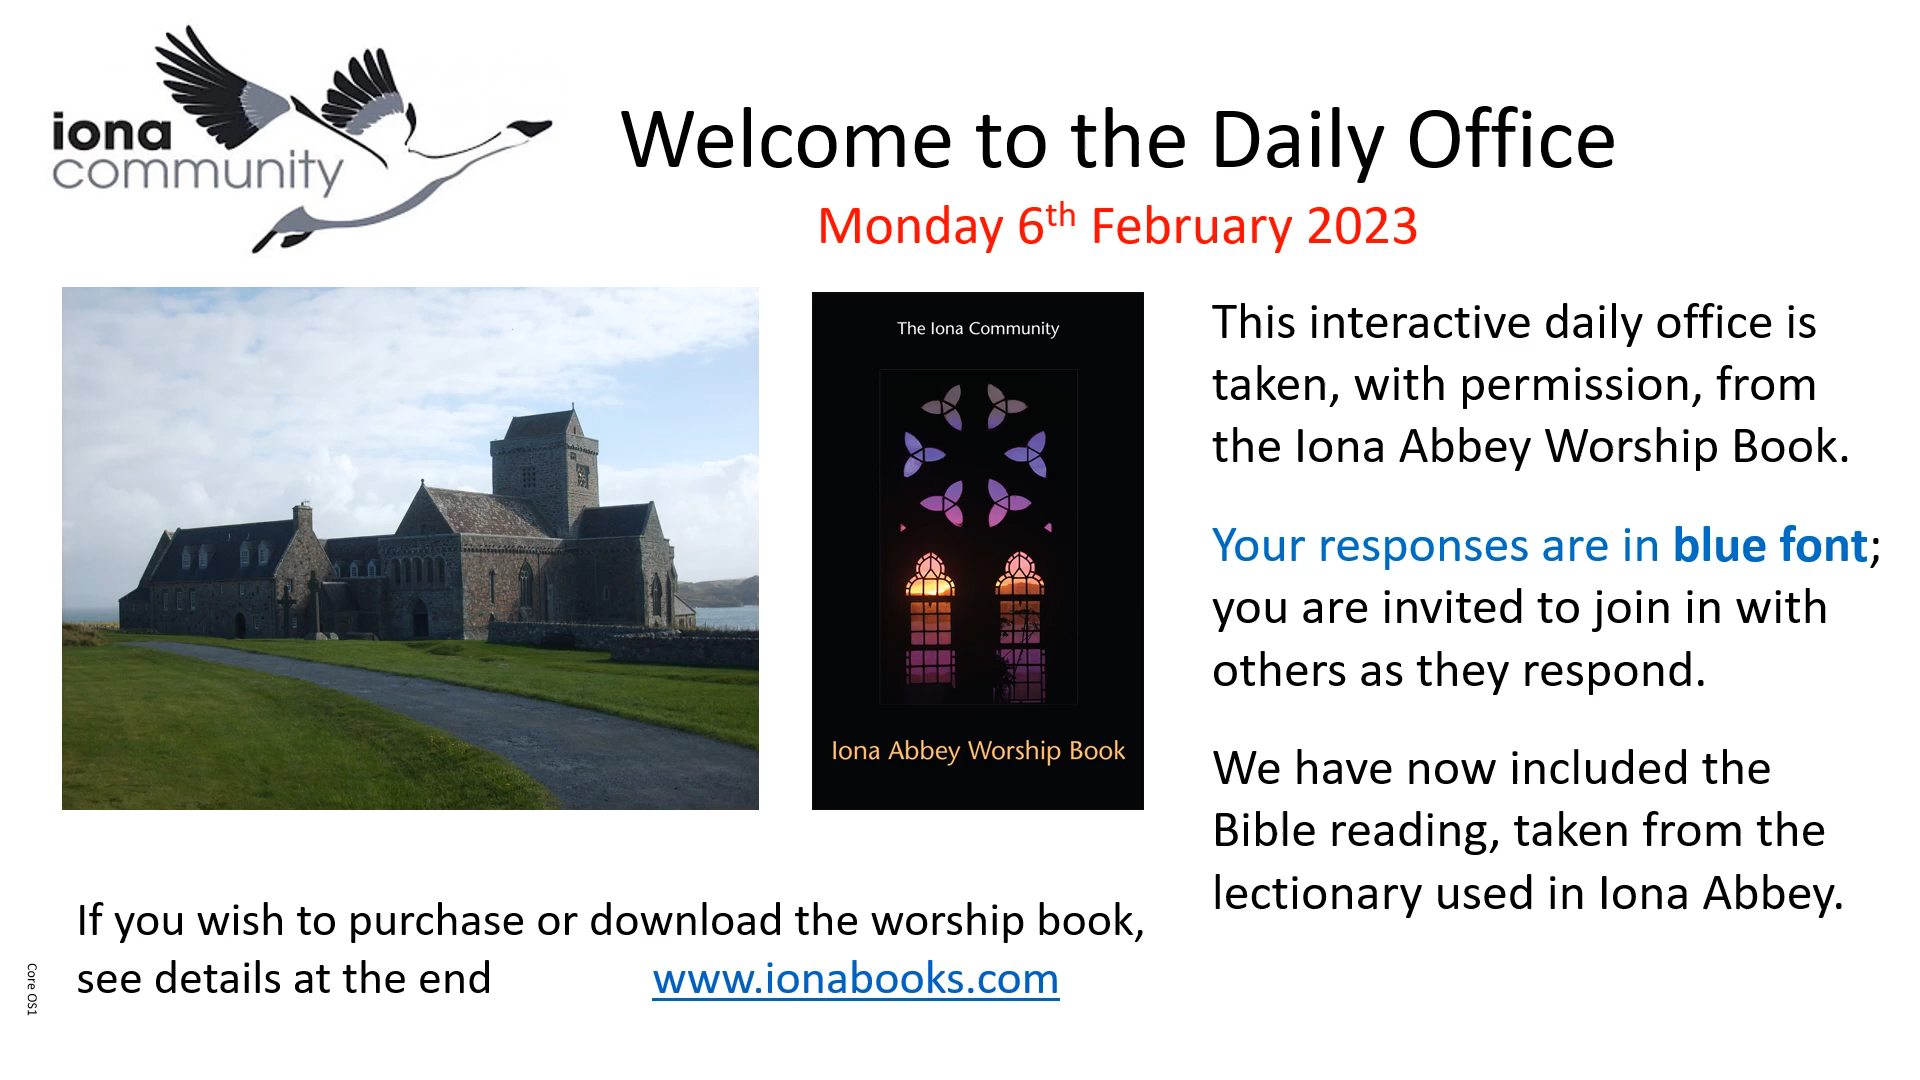 iona
community
Welcome to the Daily Office
Monday 6th February 2023
The Iona Community
Iona Abbey Worship Book
This interactive daily office is
taken, with permission, from
the Iona Abbey Worship Book.
Your responses are in blue font;
you are invited to join in with
others as they respond.
We have now included the
Bible reading, taken from the
lectionary used in Iona Abbey.
If you wish to purchase or download the worship book,
see details at the end www.ionabooks.com
Core OS1